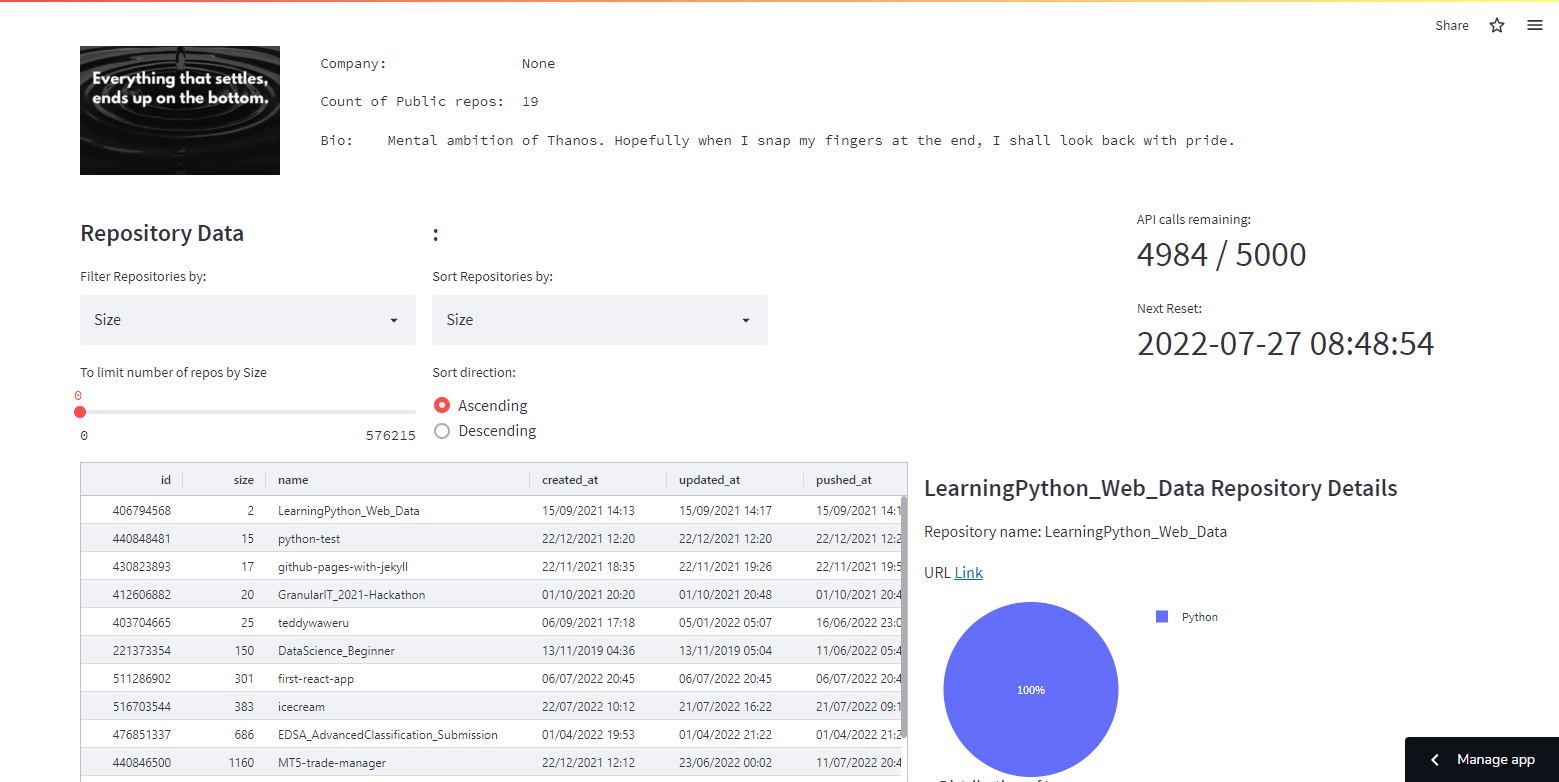 Share
Everything that settles,
ends up on the bottom.
Company: None
Count of Public repos: 19
Bio: Mental ambition of Thanos. Hopefully when I snap my fingers at the end, I shall look back with pride.
Repository Data :
API calls remaining:
4984 / 5000
Filter Repositories by: Sort Repositories by:
Size Size
Next Reset:
2022-07-27 08:48:54
To limit number of repos by Size Sort direction:
0
Ascending
0 576215
Descending
id size name created_at updated_at pushed_at
406794568 2 LearningPython_Web_Data 15/09/2021 14:13 15/09/2021 14:17 15/09/2021 14:1
440848481 15 python-test 22/12/2021 12:20 22/12/2021 12:20 22/12/2021 12:2
430823893 17 github-pages-with-jekyll 22/11/2021 18:35 22/11/2021 19:26 22/11/2021 19:5
412606882 20 GranularIT_2021-Hackathon 01/10/2021 20:20 01/10/2021 20:48 01/10/2021 20:4
403704665 25 teddywaweru 06/09/2021 17:18 05/01/2022 05:07 16/06/2022 23:0
221373354 150 DataScience_Beginner 13/11/2019 04:36 13/11/2019 05:04 11/06/2022 05:4
511286902 301 first-react-app 06/07/2022 20:45 06/07/2022 20:45 06/07/2022 20:4
516703544 383 icecream 22/07/2022 10:12 21/07/2022 16:22 21/07/2022 09:1
476851337 686 EDSA_AdvancedClassification_Submission 01/04/2022 19:53 01/04/2022 21:22 01/04/2022 21:2
440846500 1160 MT5-trade-manager 22/12/2021 12:12 23/06/2022 00:02 11/07/2022 20:4
LearningPython_Web_Data Repository Details
Repository name: LearningPython_Web_Data
URL Link
Python
100%
Manage app